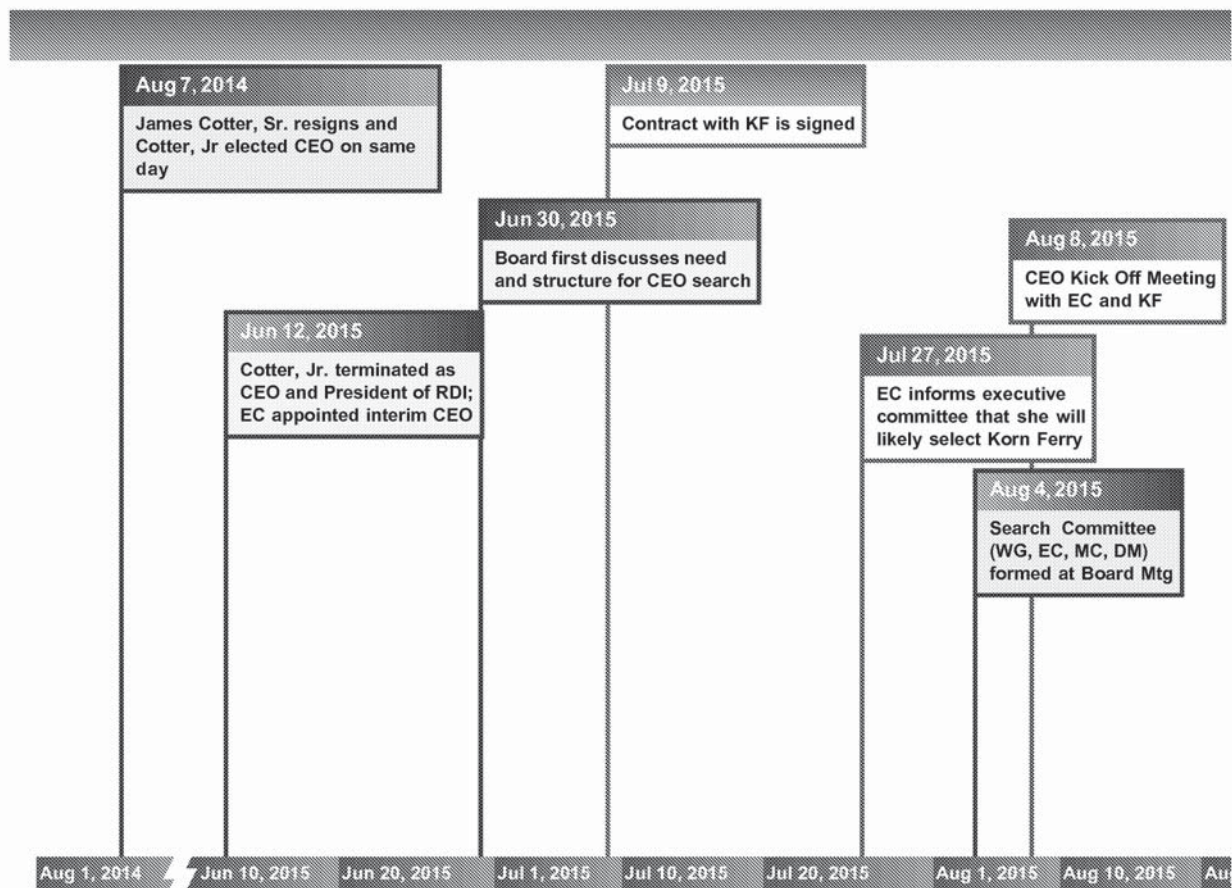 Aug 7, 2014
James Cotter, Sr. resigns and
Cotter, Jr elected CEO on same
day
Jul 9, 2015
Contract with KF is signed
Jun 30, 2015
Board first discusses need
and structure for CEO search
Aug 8, 2015
CEO Kick Off Meeting
with EC and KF
Jun 12, 2015
Cotter, Jr. terminated as
CEO and President of RDI;
EC appointed interim CEO
Jul 27, 2015
EC informs executive
committee that she will
likely select Korn Ferry
Aug 4, 2015
Search Committee
(WG, EC, MC, DM)
formed at Board Mtg
Aug 1, 2014
Jun 10, 2015
Jun 20, 2015
Jul 1, 2015
Jul 10, 2015
Jul 20, 2015
Aug 1, 2015
Aug 10, 2015
Au